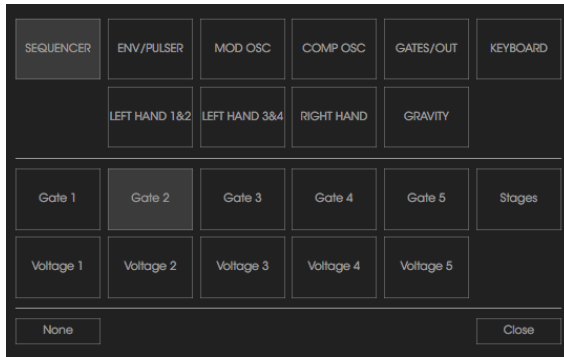 SEQUENCER ENV/PULSER MOD OSC COMP OSC GATES/OUT KEYBOARD
LEFT HAND 1&2 LEFT HAND 3&4 RIGHT HAND GRAVITY
Gate 1 Gate 2 Gate 3 Gate 4 Gate 5 Stages
Voltage 1 Voltage 2 Voltage 3 Voltage 4 Voltage 5
None Close